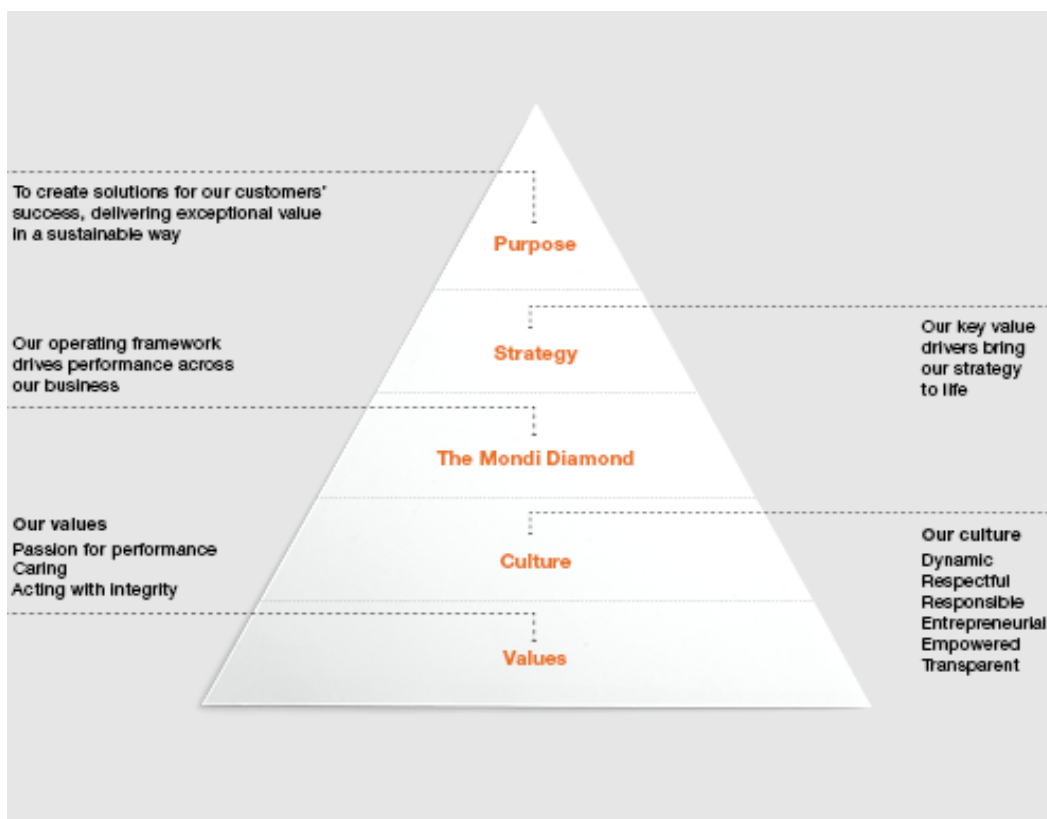 To create solutions for our customers'
success, delivering exceptional value
in a sustainable way
Purpose
Our key value
drivers bring
our strategy
to life
Strategy
Our operating framework
drives performance across
our business
The Mondi Diamond
Our culture
Dynamic
Respectful
Responsible
Entrepreneurial
Empowered
Transparent
Culture
Our values
Passion for performance
Caring
Acting with integrity
Values